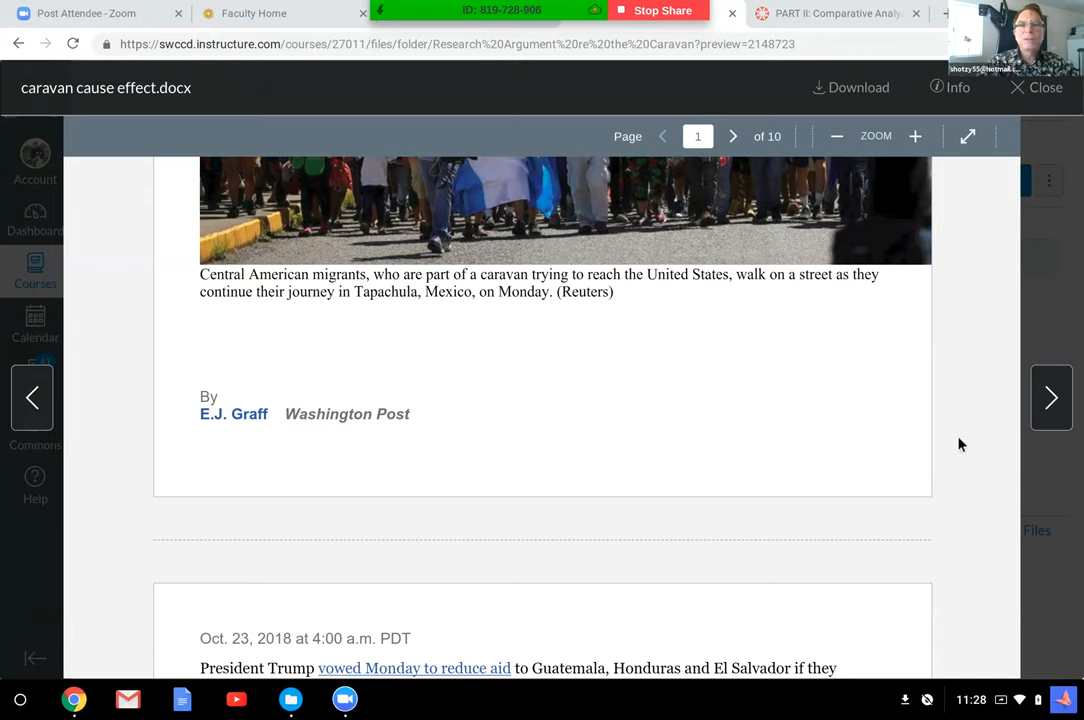 Post Attendee - Zoom
Faculty Home
ID: 819-728-906
Stop Share
PART II: Comparative Analy
https://swccd.instructure.com/courses/27011/files/folder/Research%20Argument%20re%20the%20Caravan?preview=2148723
shotzy55@hotmail.c...
caravan cause effect.docx
Download
Info
Close
Page
1
of 10
ZOOM
Account
Dashboard
Courses
Calendar
Commons
Help
Files
Central American migrants, who are part of a caravan trying to reach the United States, walk on a street as they
continue their journey in Tapachula, Mexico, on Monday. (Reuters)
By
E.J. Graff Washington Post
Oct. 23, 2018 at 4:00 a.m. PDT
President Trump vowed Monday to reduce aid to Guatemala, Honduras and El Salvador if they
11:28